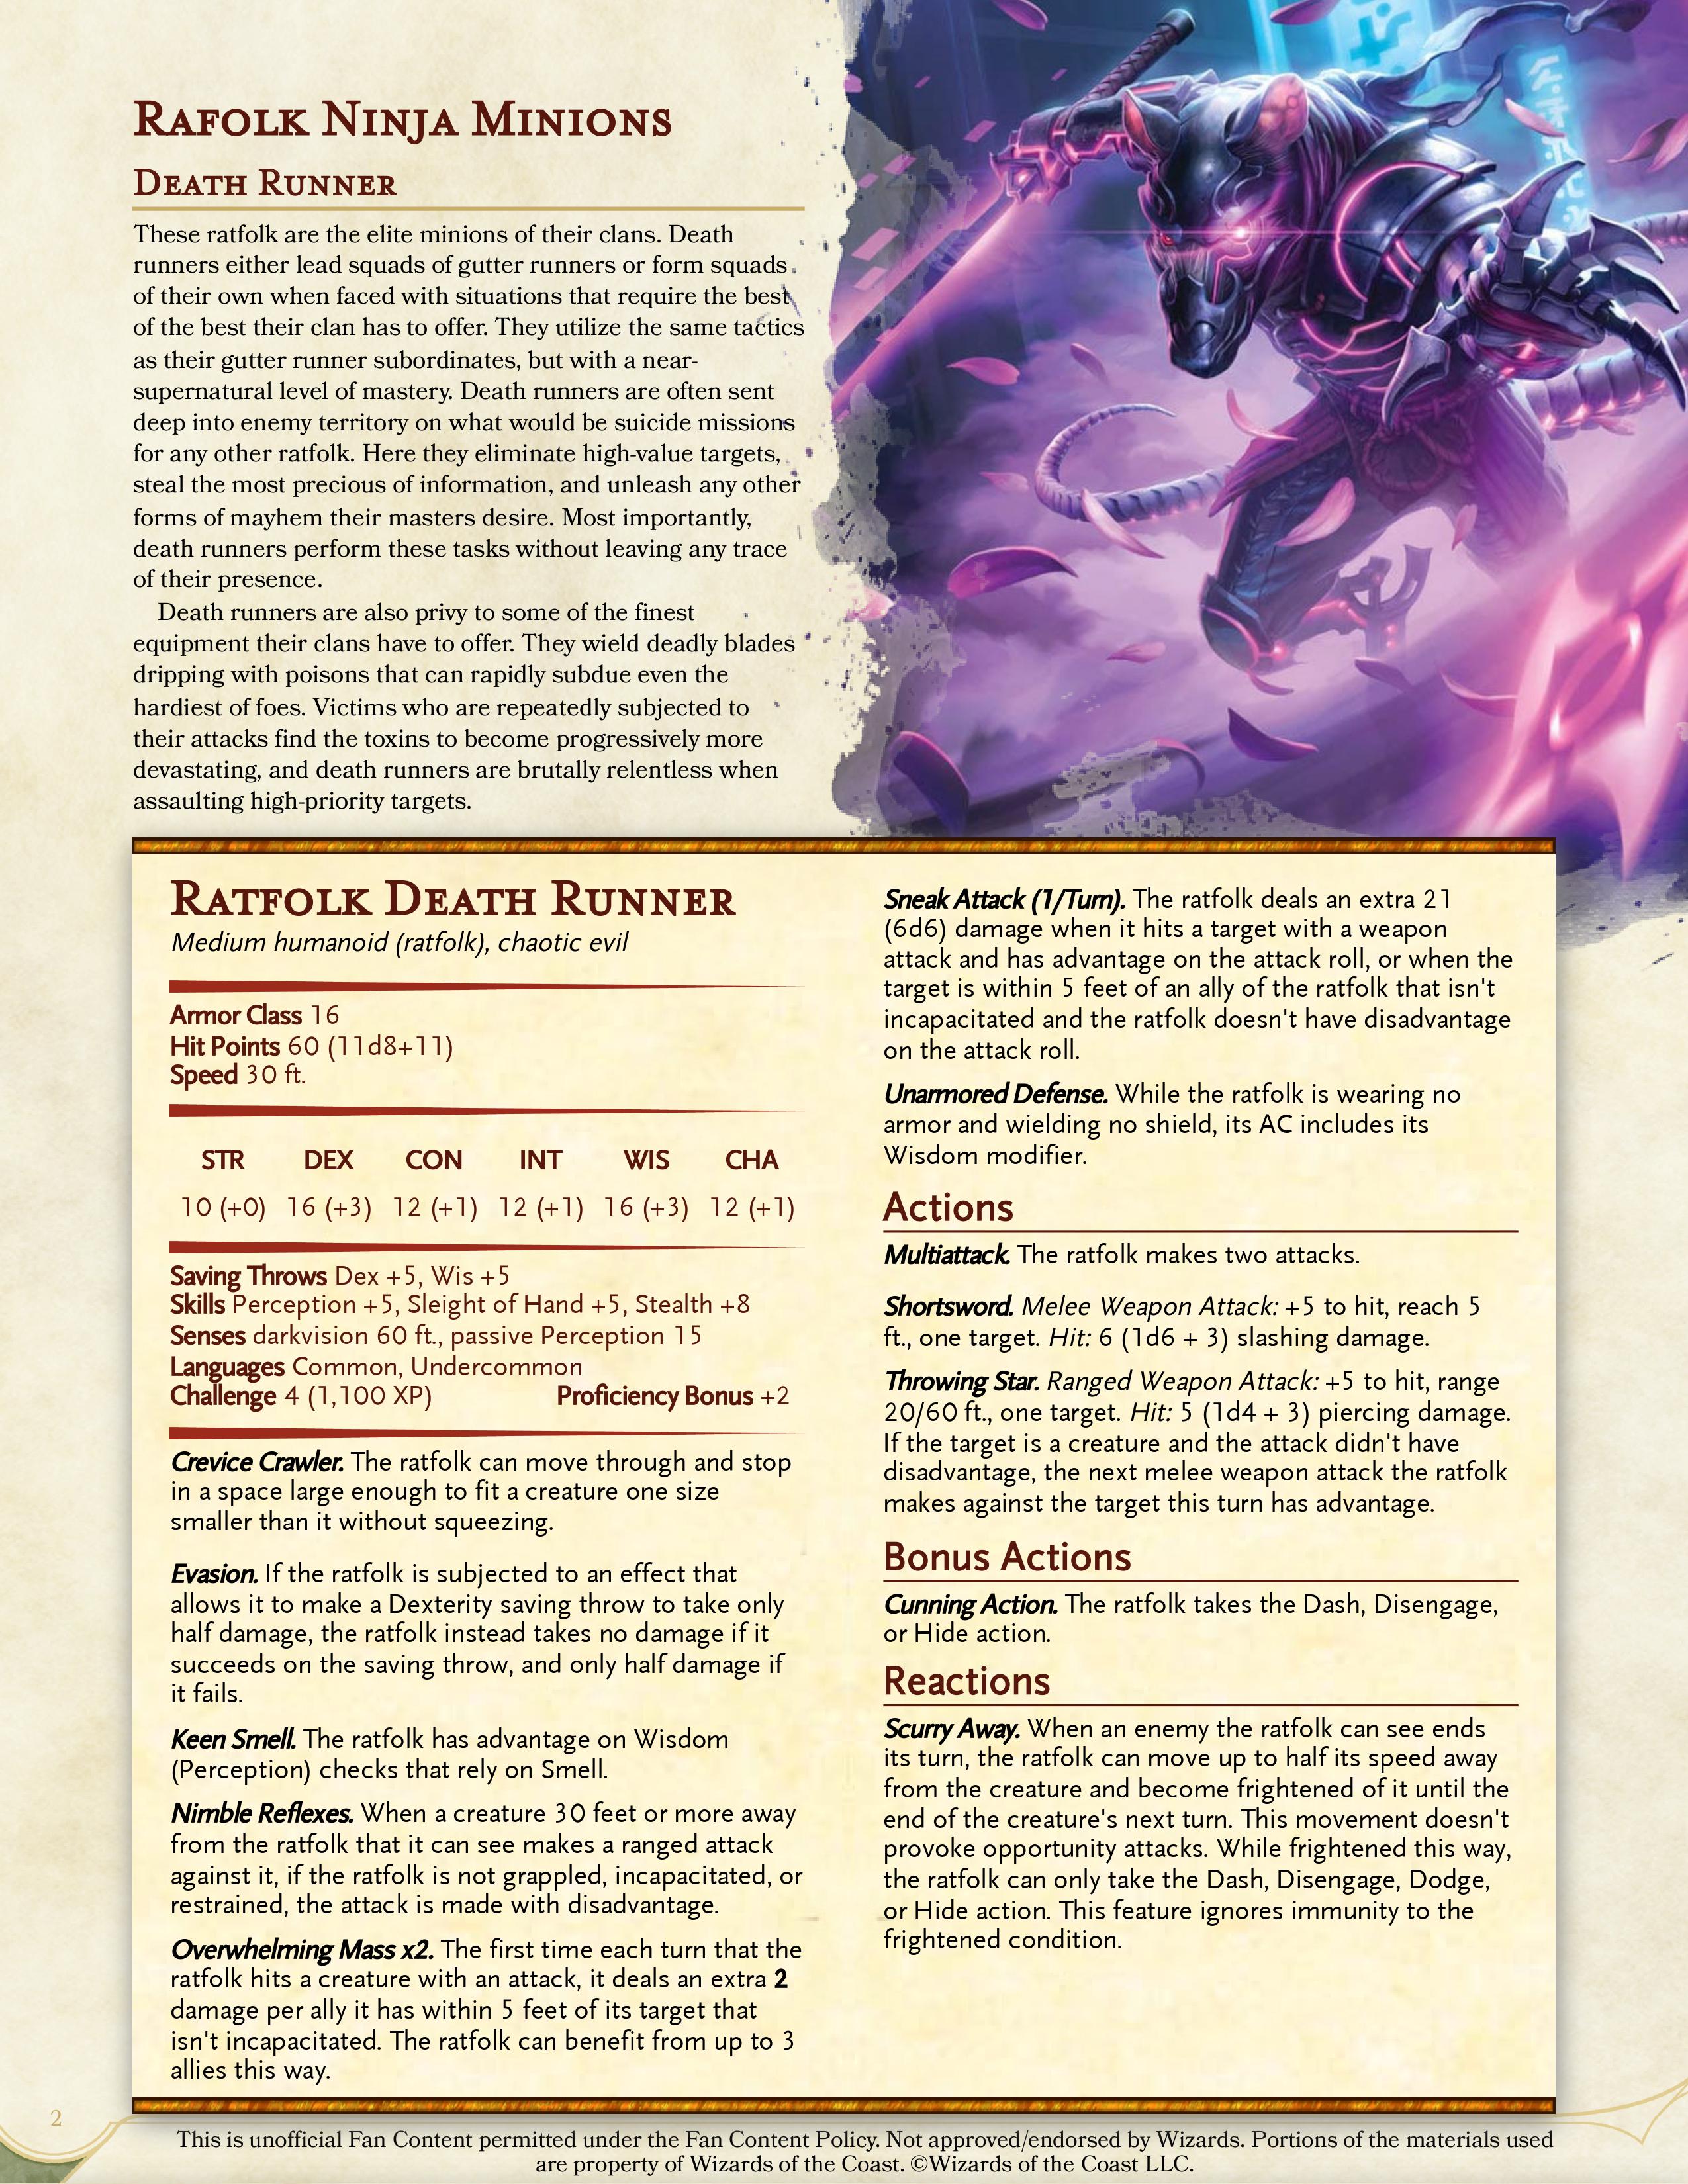 Rafolk Ninja Minions
Death Runner
These ratfolk are the elite minions of their clans. Death
runners either lead squads of gutter runners or form squads
of their own when faced with situations that require the best
of the best their clan has to offer. They utilize the same tactics
as their gutter runner subordinates, but with a near-
supernatural level of mastery. Death runners are often sent
deep into enemy territory on what would be suicide missions
for any other ratfolk. Here they eliminate high-value targets,
steal the most precious of information, and unleash any other
forms of mayhem their masters desire. Most importantly,
death runners perform these tasks without leaving any trace
of their presence.
Death runners are also privy to some of the finest
equipment their clans have to offer. They wield deadly blades
dripping with poisons that can rapidly subdue even the
hardiest of foes. Victims who are repeatedly subjected to
their attacks find the toxins to become progressively more
devastating, and death runners are brutally relentless when
assaulting high-priority targets.
Ratfolk Death Runner
Medium humanoid (ratfolk), chaotic evil
Armor Class 16
Hit Points 60 (11d8+11)
Speed 30 ft.
STR DEX CON INT WIS CHA
10 (+0) 16 (+3) 12 (+1) 12 (+1) 16 (+3) 12 (+1)
Saving Throws Dex +5, Wis +5
Skills Perception +5, Sleight of Hand +5, Stealth +8
Senses darkvision 60 ft., passive Perception 15
Languages Common, Undercommon
Challenge 4 (1,100 XP) Proficiency Bonus +2
Crevice Crawler. The ratfolk can move through and stop
in a space large enough to fit a creature one size
smaller than it without squeezing.
Evasion. If the ratfolk is subjected to an effect that
allows it to make a Dexterity saving throw to take only
half damage, the ratfolk instead takes no damage if it
succeeds on the saving throw, and only half damage if
it fails.
Keen Smell. The ratfolk has advantage on Wisdom
(Perception) checks that rely on Smell.
Nimble Reflexes. When a creature 30 feet or more away
from the ratfolk that it can see makes a ranged attack
against it, if the ratfolk is not grappled, incapacitated, or
restrained, the attack is made with disadvantage.
Overwhelming Mass x2. The first time each turn that the
ratfolk hits a creature with an attack, it deals an extra 2
damage per ally it has within 5 feet of its target that
isn't incapacitated. The ratfolk can benefit from up to 3
allies this way.
Sneak Attack (1/Turn). The ratfolk deals an extra 21
(6d6) damage when it hits a target with a weapon
attack and has advantage on the attack roll, or when the
target is within 5 feet of an ally of the ratfolk that isn't
incapacitated and the ratfolk doesn't have disadvantage
on the attack roll.
Unarmored Defense. While the ratfolk is wearing no
armor and wielding no shield, its AC includes its
Wisdom modifier.
Actions
Multiattack. The ratfolk makes two attacks.
Shortsword. Melee Weapon Attack: +5 to hit, reach 5
ft., one target. Hit: 6 (1d6 + 3) slashing damage.
Throwing Star. Ranged Weapon Attack: +5 to hit, range
20/60 ft., one target. Hit: 5 (1d4 + 3) piercing damage.
If the target is a creature and the attack didn't have
disadvantage, the next melee weapon attack the ratfolk
makes against the target this turn has advantage.
Bonus Actions
Cunning Action. The ratfolk takes the Dash, Disengage,
or Hide action.
Reactions
Scurry Away. When an enemy the ratfolk can see ends
its turn, the ratfolk can move up to half its speed away
from the creature and become frightened of it until the
end of the creature's next turn. This movement doesn't
provoke opportunity attacks. While frightened this way,
the ratfolk can only take the Dash, Disengage, Dodge,
or Hide action. This feature ignores immunity to the
frightened condition.
2
This is unofficial Fan Content permitted under the Fan Content Policy. Not approved/endorsed by Wizards. Portions of the materials used
are property of Wizards of the Coast. ©Wizards of the Coast LLC.